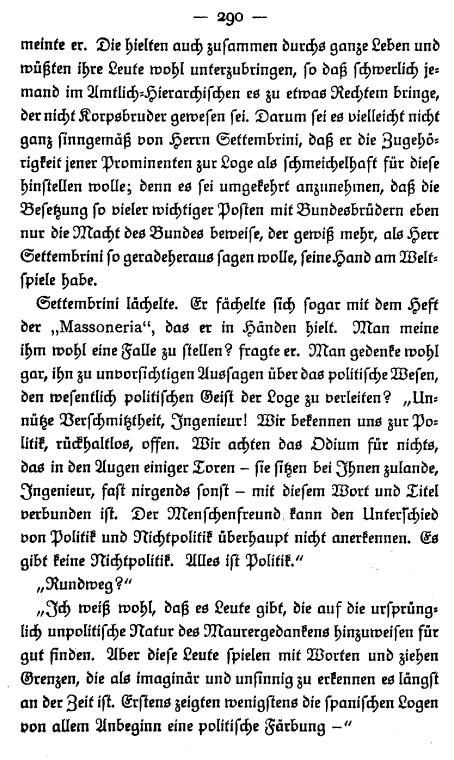 — 290 —
meinte er. Die hielten auch zusammen durchs ganze Leben und
wüßten ihre Leute wohl unterzubringen, so daß schwerlich je-
mand im Amtlich-Hierarchischen es zu etwas Rechtem bringe,
der nicht Korpsbruder gewesen sei. Darum sei es vielleicht nicht
ganz sinngemäß von Herrn Settembrini, daß er die Zugehö-
rigkeit jener Prominenten zur Loge als schmeichelhaft für diese
hinstellen wolle; denn es sei umgekehrt anzunehmen, daß die
Besetzung so vieler wichtiger Posten mit Bundesbrüdern eben
nur die Macht des Bundes beweise, der gewiß mehr, als Herr
Settembrini so geradeheraus sagen wolle, seine Hand am Welt-
spiele habe.
Settembrini lächelte. Er fächelte sich sogar mit dem Heft
der „Massoneria“, das er in Händen hielt. Man meine
ihm wohl eine Falle zu stellen? fragte er. Man gedenke wohl
gar, ihn zu unvorsichtigen Aussagen über das politische Wesen,
den wesentlich politischen Geist der Loge zu verleiten? „Un-
nütze Verschmitztheit, Ingenieur! Wir bekennen uns zur Po-
litik, rückhaltlos, offen. Wir achten das Odium für nichts,
das in den Augen einiger Toren – sie sitzen bei Ihnen zulande,
Ingenieur, fast nirgends sonst – mit diesem Wort und Titel
verbunden ist. Der Menschenfreund kann den Unterschied
von Politik und Nichtpolitik überhaupt nicht anerkennen. Es
gibt keine Nichtpolitik. Alles ist Politik.“
„Rundweg?“
„Ich weiß wohl, daß es Leute gibt, die auf die ursprüng-
lich unpolitische Natur des Maurergedankens hinzuweisen für
gut finden. Aber diese Leute spielen mit Worten und ziehen
Grenzen, die als imaginär und unsinnig zu erkennen es längst
an der Zeit ist. Erstens zeigten wenigstens die spanischen Logen
von allem Anbeginn eine politische Färbung –“